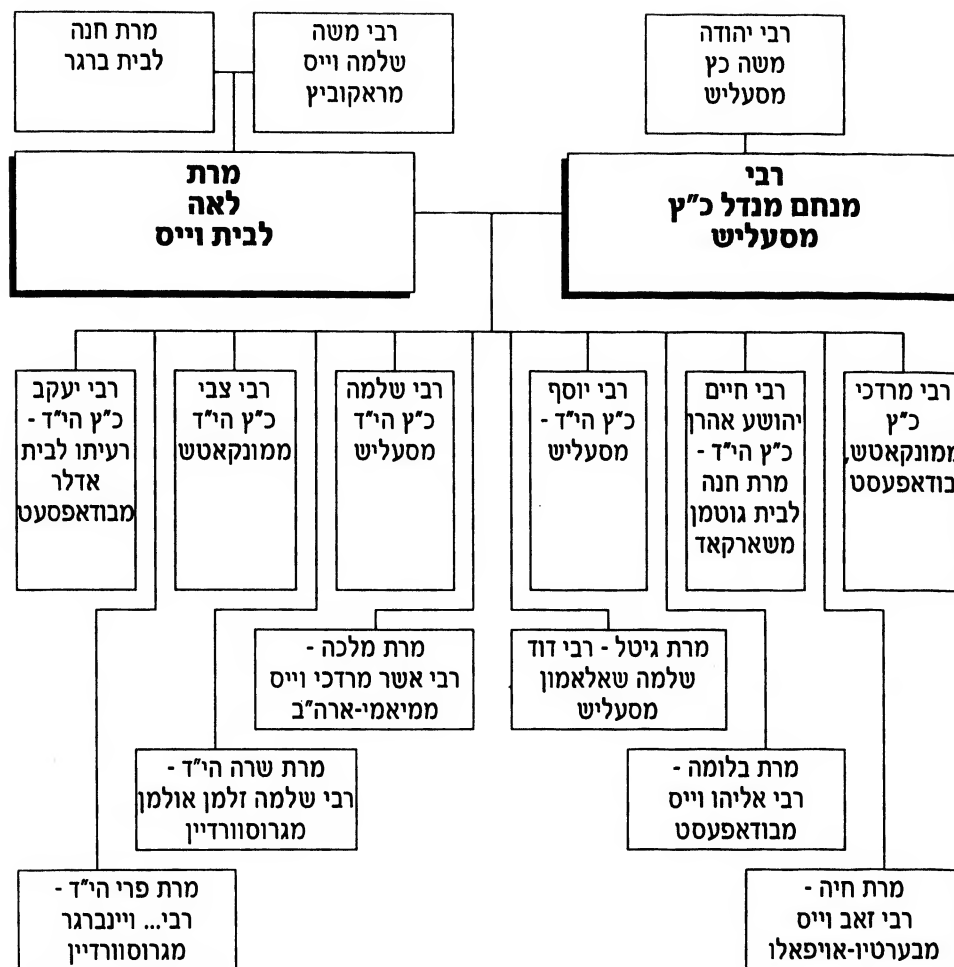 רבי יהודה
משה כץ
מסעליש
רבי משה
שלמה וייס
מראקוביץ
מרת חנה
לבית ברגר
רבי
מנחם מנדל כ"ץ
מסעליש
מרת
לאה
לבית וייס
רבי מרדכי
כ"ץ
ממונקאטש,
בודאפעסט
רבי חיים
יהושע אהרן
כ"ץ הי"ד -
מרת חנה
לבית גוטמן
משארקאד
רבי יוסף
כ"ץ הי"ד -
מסעליש
רבי שלמה
כ"ץ הי"ד
מסעליש
רבי צבי
כ"ץ הי"ד
ממונקאטש
רבי יעקב
כ"ץ הי"ד -
רעיתו לבית
אדלר
מבודאפסעט
מרת גיטל - רבי דוד
שלמה שאלאמון
מסעליש
מרת מלכה -
רבי אשר מרדכי וייס
ממיאמי-ארה"ב
מרת בלומה -
רבי אליהו וייס
מבודאפעסט
מרת שרה הי"ד -
רבי שלמה זלמן אולמן
מגרוסוורדיין
מרת חיה -
רבי זאב וייס
מבערטיו-אויפאלו
מרת פרי הי"ד -
רבי... ויינברגר
מגרוסוורדיין